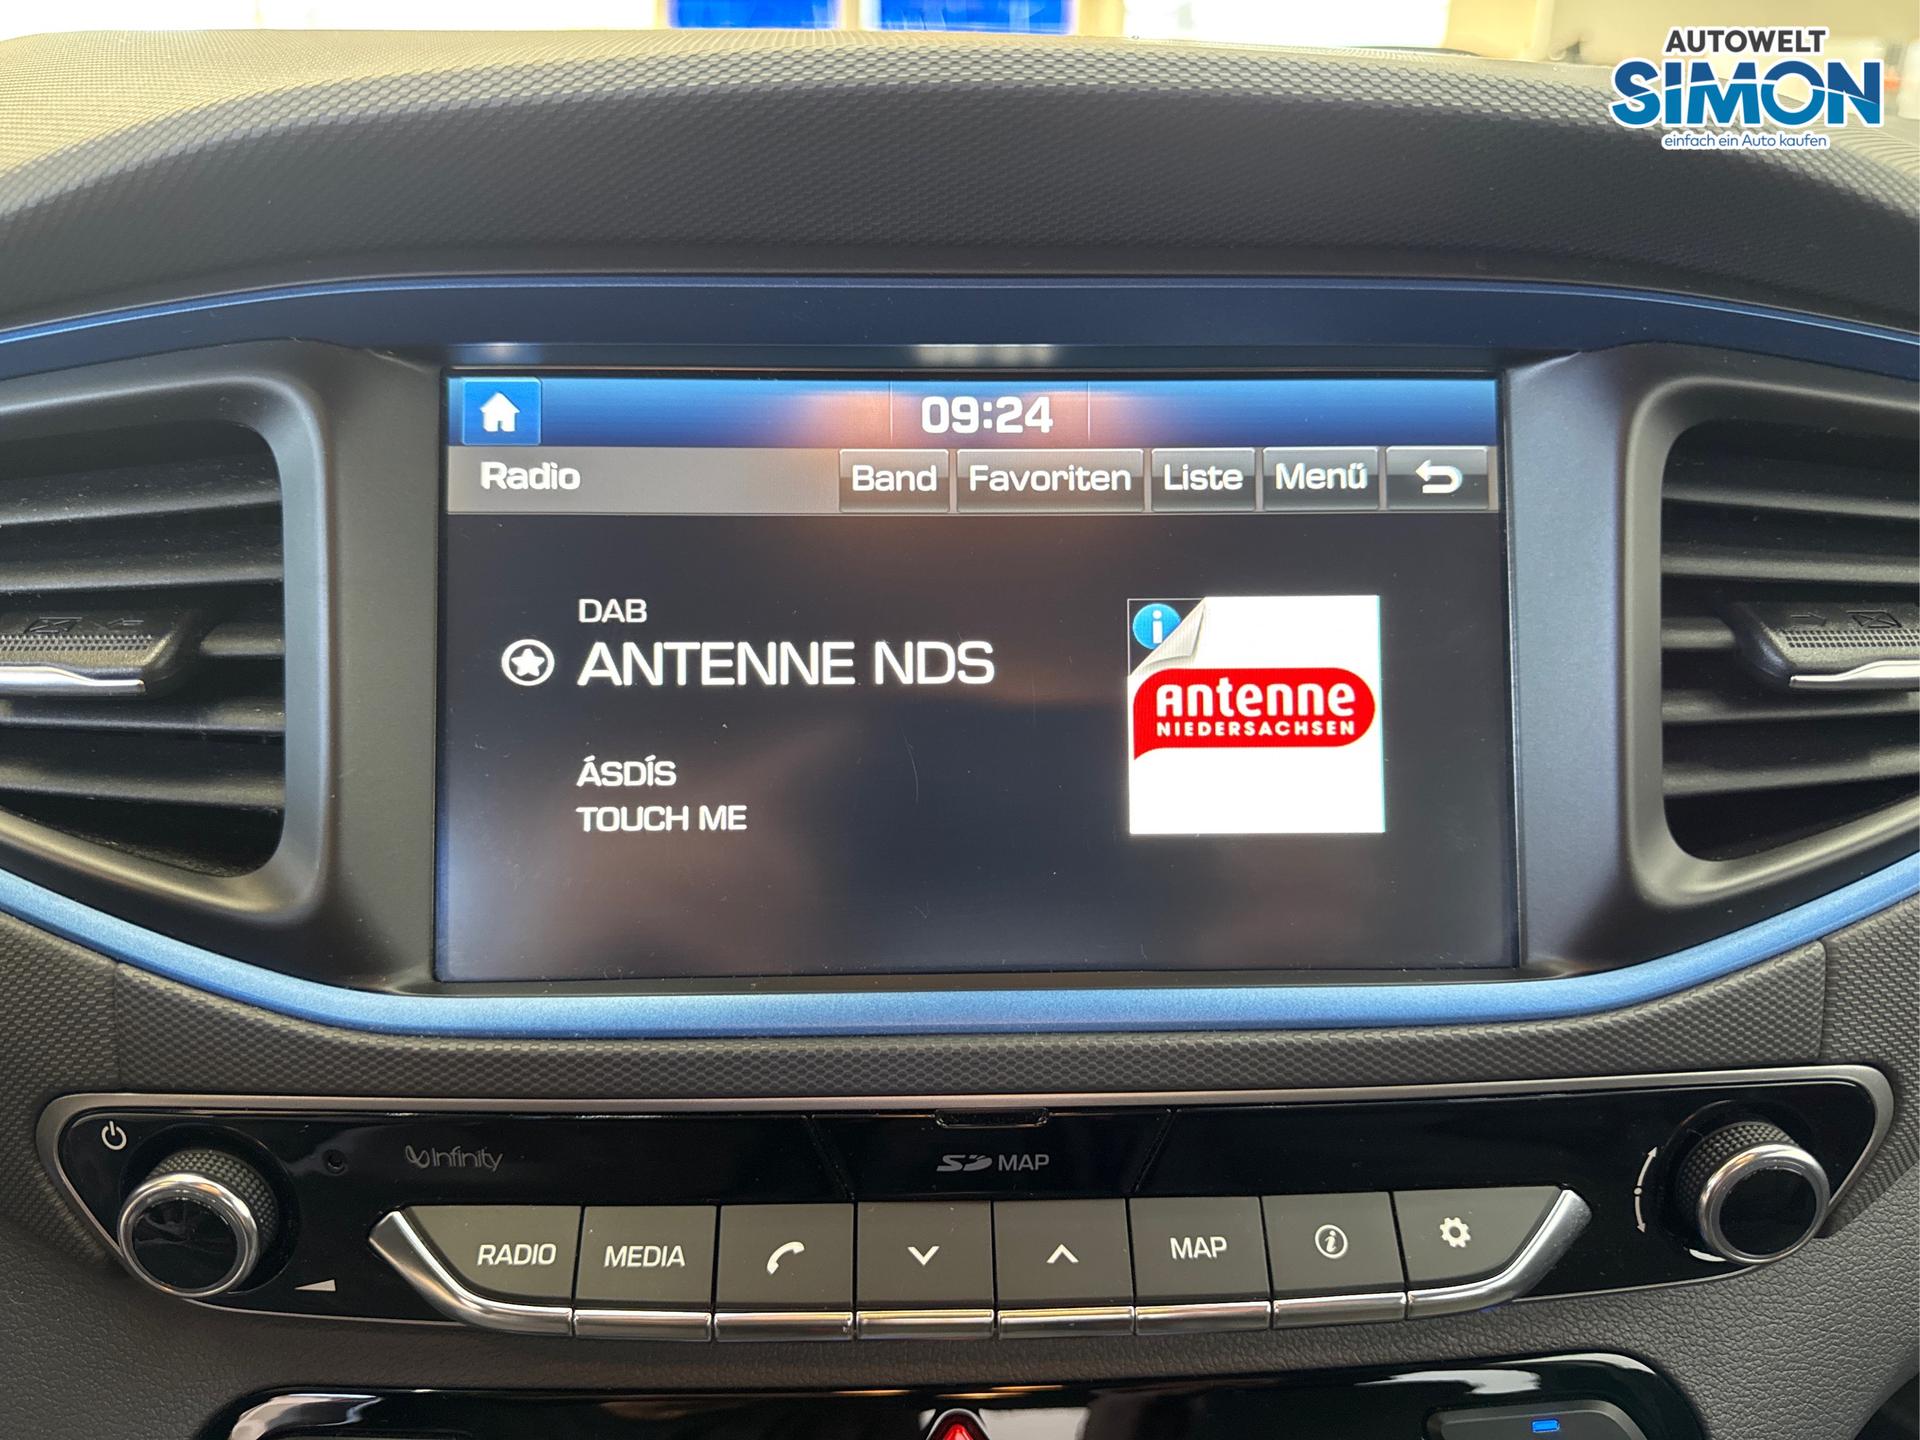 AUTOWELT
SIMON
einfach ein Auto kaufen
09:24
Radio Band Favoriten Liste Menü
DAB
ANTENNE NDS
antenne
NIEDERSACHSEN
ÁSDÍS
TOUCH ME
Infinity
SD MAP
RADIO MEDIA MAP